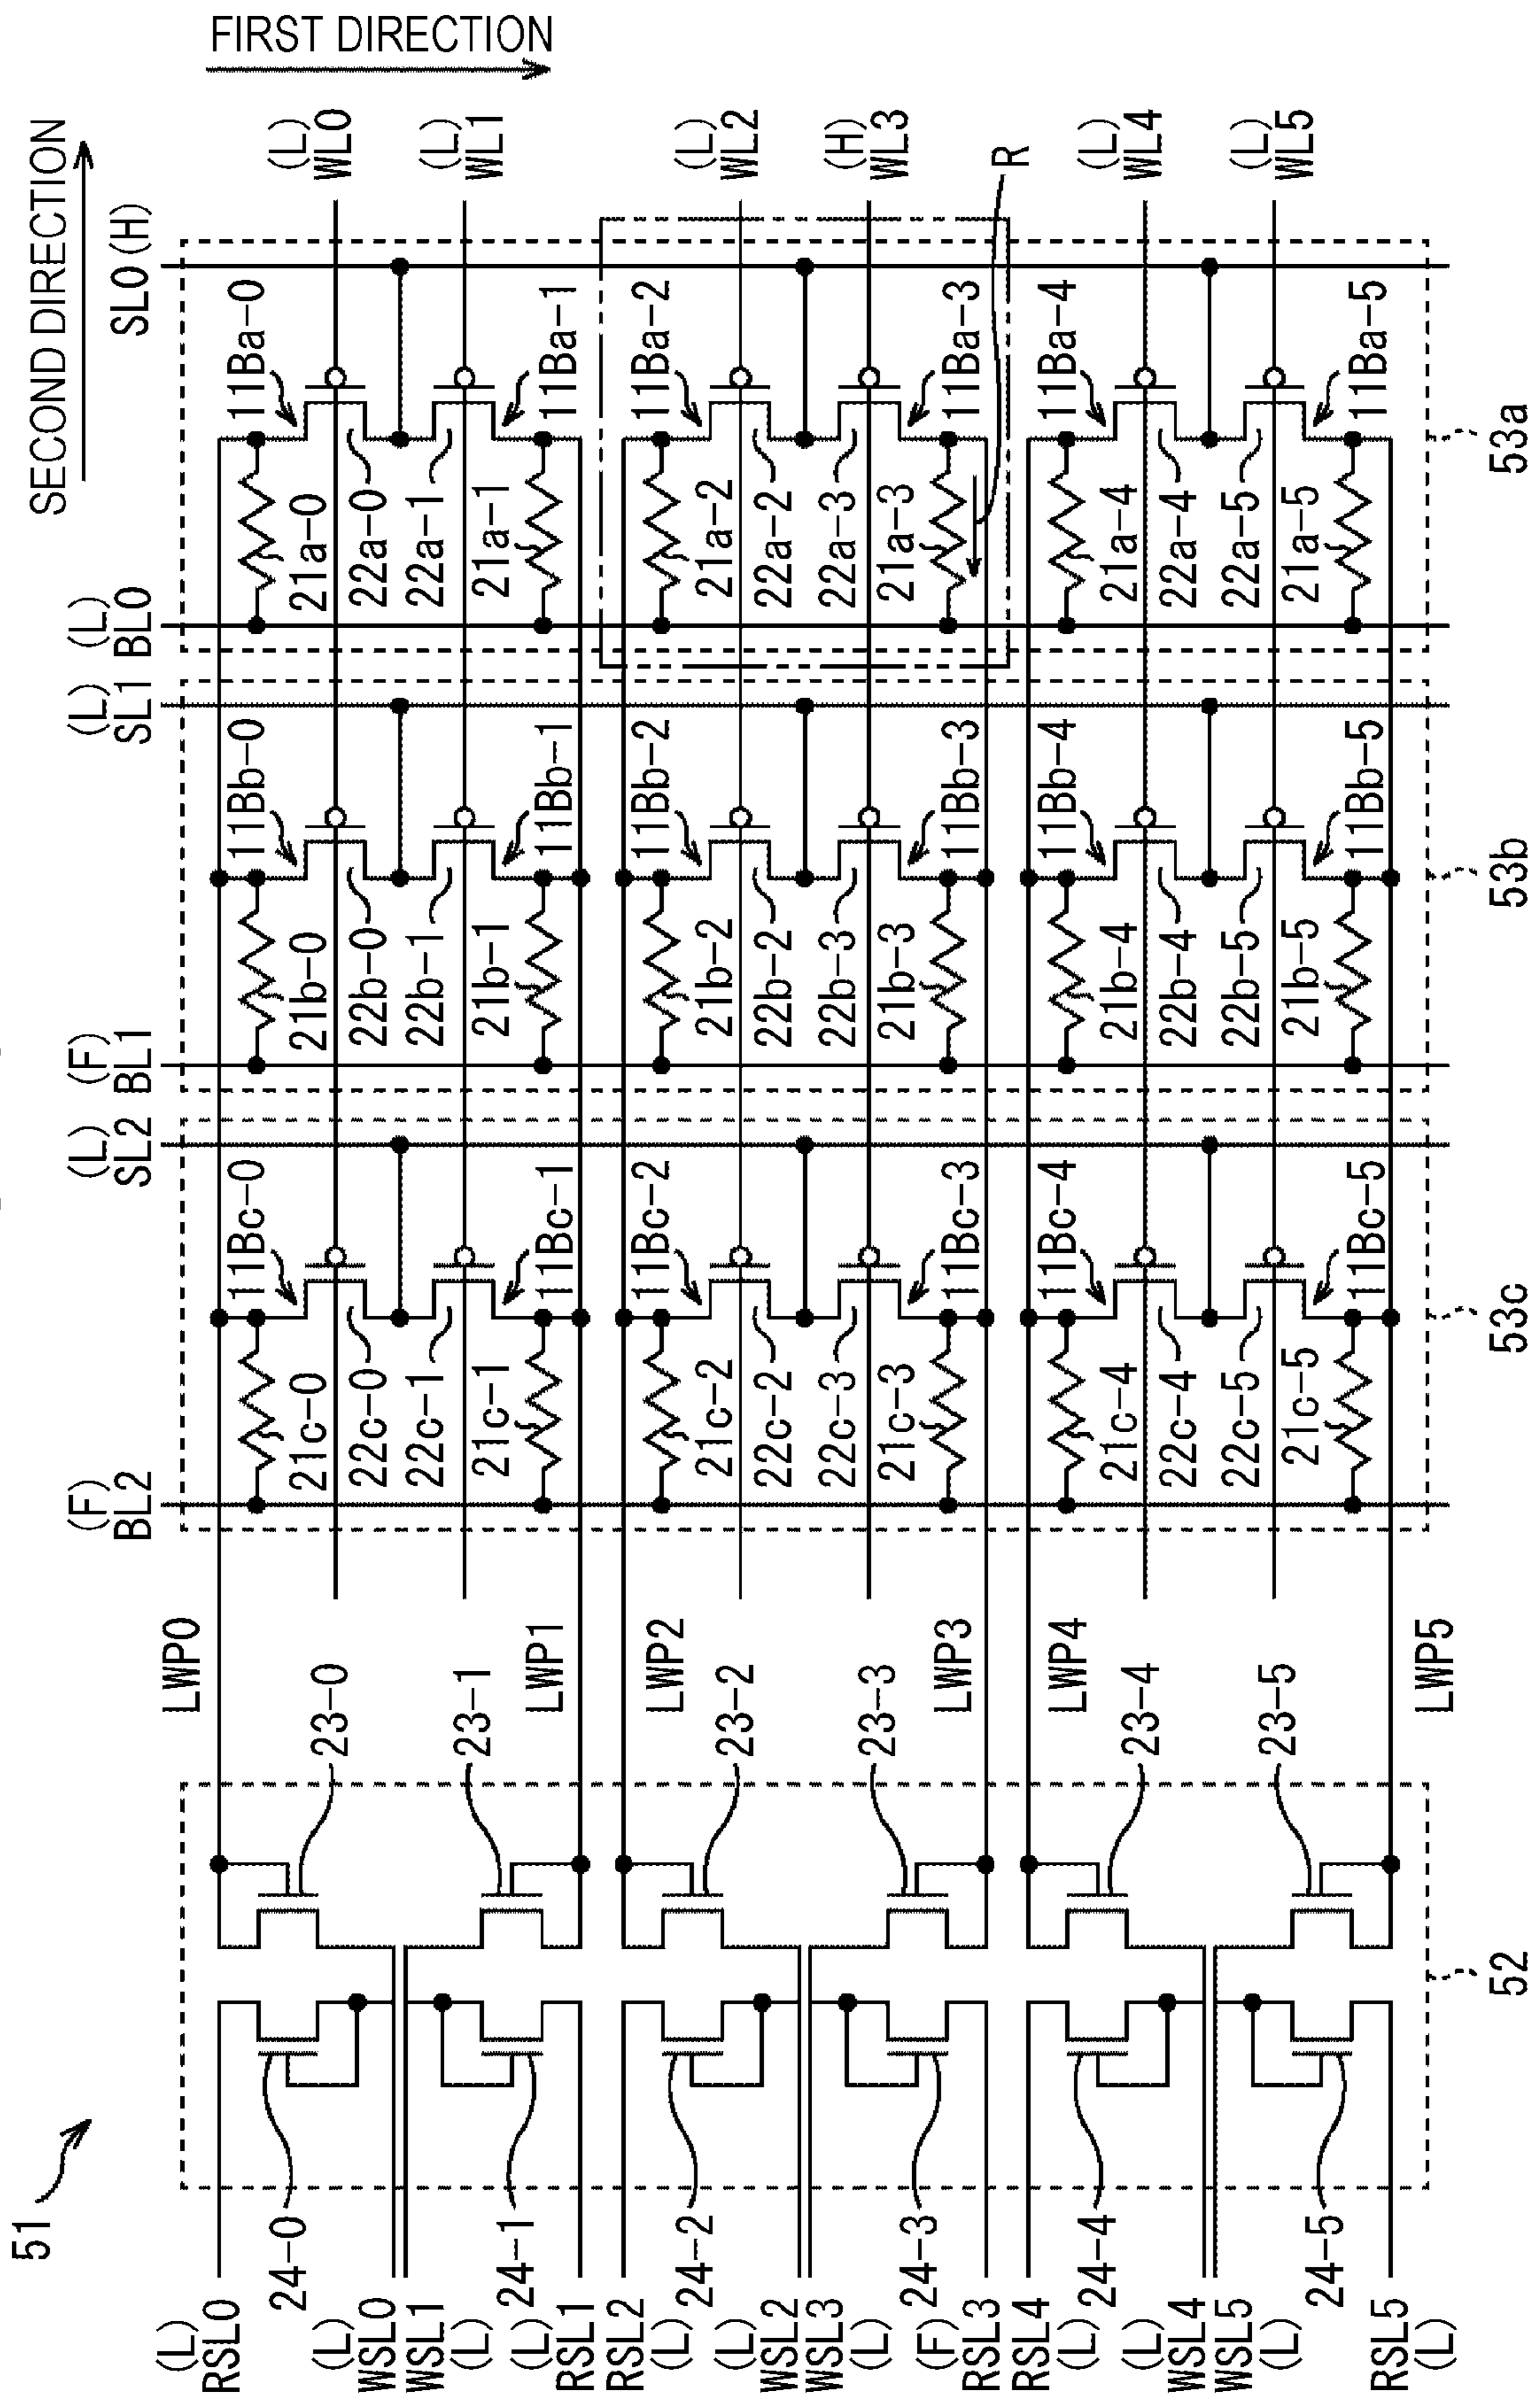 FIRST DIRECTION
SECOND DIRECTION
51
SL0 (H)
(L)
BL0
(L)
SL1
(F)
BL1
(L)
SL2
(F)
BL2
(L)
WL0
(L)
WL1
(L)
WL2
(H)
WL3
(L)
WL4
(L)
WL5
R
11Ba-0
21a-0
22a-0
22a-1
21a-1
11Ba-1
11Ba-2
21a-2
22a-2
22a-3
21a-3
11Ba-3
11Ba-4
21a-4
22a-4
22a-5
21a-5
11Ba-5
53a
11Bb-0
21b-0
22b-0
22b-1
21b-1
11Bb-1
11Bb-2
21b-2
22b-2
22b-3
21b-3
11Bb-3
11Bb-4
21b-4
22b-4
22b-5
21b-5
11Bb-5
53b
11Bc-0
21c-0
22c-0
22c-1
21c-1
11Bc-1
11Bc-2
21c-2
22c-2
22c-3
21c-3
11Bc-3
11Bc-4
21c-4
22c-4
22c-5
21c-5
11Bc-5
53c
LWP0
LWP1
LWP2
LWP3
LWP4
LWP5
23-0
23-1
23-2
23-3
23-4
23-5
52
24-0
24-1
24-2
24-3
24-4
24-5
(L)
RSL0
(L)
WSL0
WSL1
(L)
(L)
RSL1
RSL2
(L)
(L)
WSL2
WSL3
(L)
(F)
RSL3
RSL4
(L)
(L)
WSL4
WSL5
(L)
RSL5
(L)